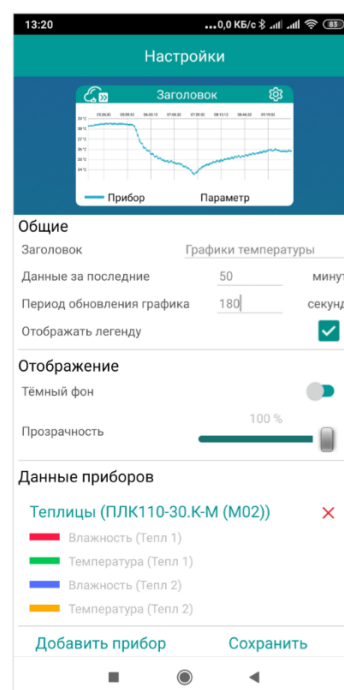 13:20
...0,0 КБ/с
83
Настройки
Заголовок
Прибор Параметр
Общие
Заголовок Графики температуры
Данные за последние 50 минут
Период обновления графика 180 секунд
Отображать легенду
Отображение
Тёмный фон
100 %
Прозрачность
Данные приборов
Теплицы (ПЛК110-30.К-М (М02))
Влажность (Тепл 1)
Температура (Тепл 1)
Влажность (Тепл 2)
Температура (Тепл 2)
Добавить прибор Сохранить